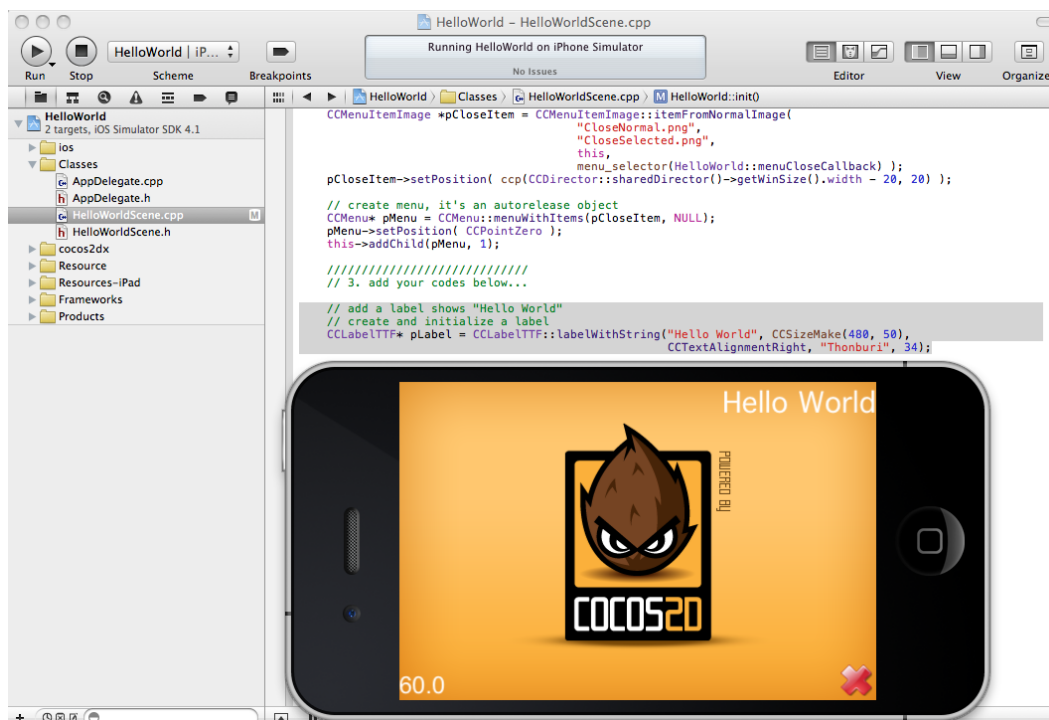 HelloWorld – HelloWorldScene.cpp
HelloWorld | iP...
Running HelloWorld on iPhone Simulator
No Issues
Run Stop Scheme Breakpoints Editor View Organize
HelloWorld
2 targets, iOS Simulator SDK 4.1
ios
Classes
AppDelegate.cpp
AppDelegate.h
HelloWorldScene.cpp M
HelloWorldScene.h
cocos2dx
Resource
Resources-iPad
Frameworks
Products
HelloWorld Classes HelloWorldScene.cpp M HelloWorld::init()
CCMenuItemImage *pCloseItem = CCMenuItemImage::itemFromNormalImage(
"CloseNormal.png",
"CloseSelected.png",
this,
menu_selector(HelloWorld::menuCloseCallback) );
pCloseItem->setPosition( ccp(CCDirector::sharedDirector()->getWinSize().width - 20, 20) );
// create menu, it's an autorelease object
CCMenu* pMenu = CCMenu::menuWithItems(pCloseItem, NULL);
pMenu->setPosition( CCPointZero );
this->addChild(pMenu, 1);
/////////////////////////////
// 3. add your codes below...
// add a label shows "Hello World"
// create and initialize a label
CCLabelTTF* pLabel = CCLabelTTF::labelWithString("Hello World", CCSizeMake(480, 50),
CCTextAlignmentRight, "Thonburi", 34);
Hello World
POWERED By
COCOS2D
60.0